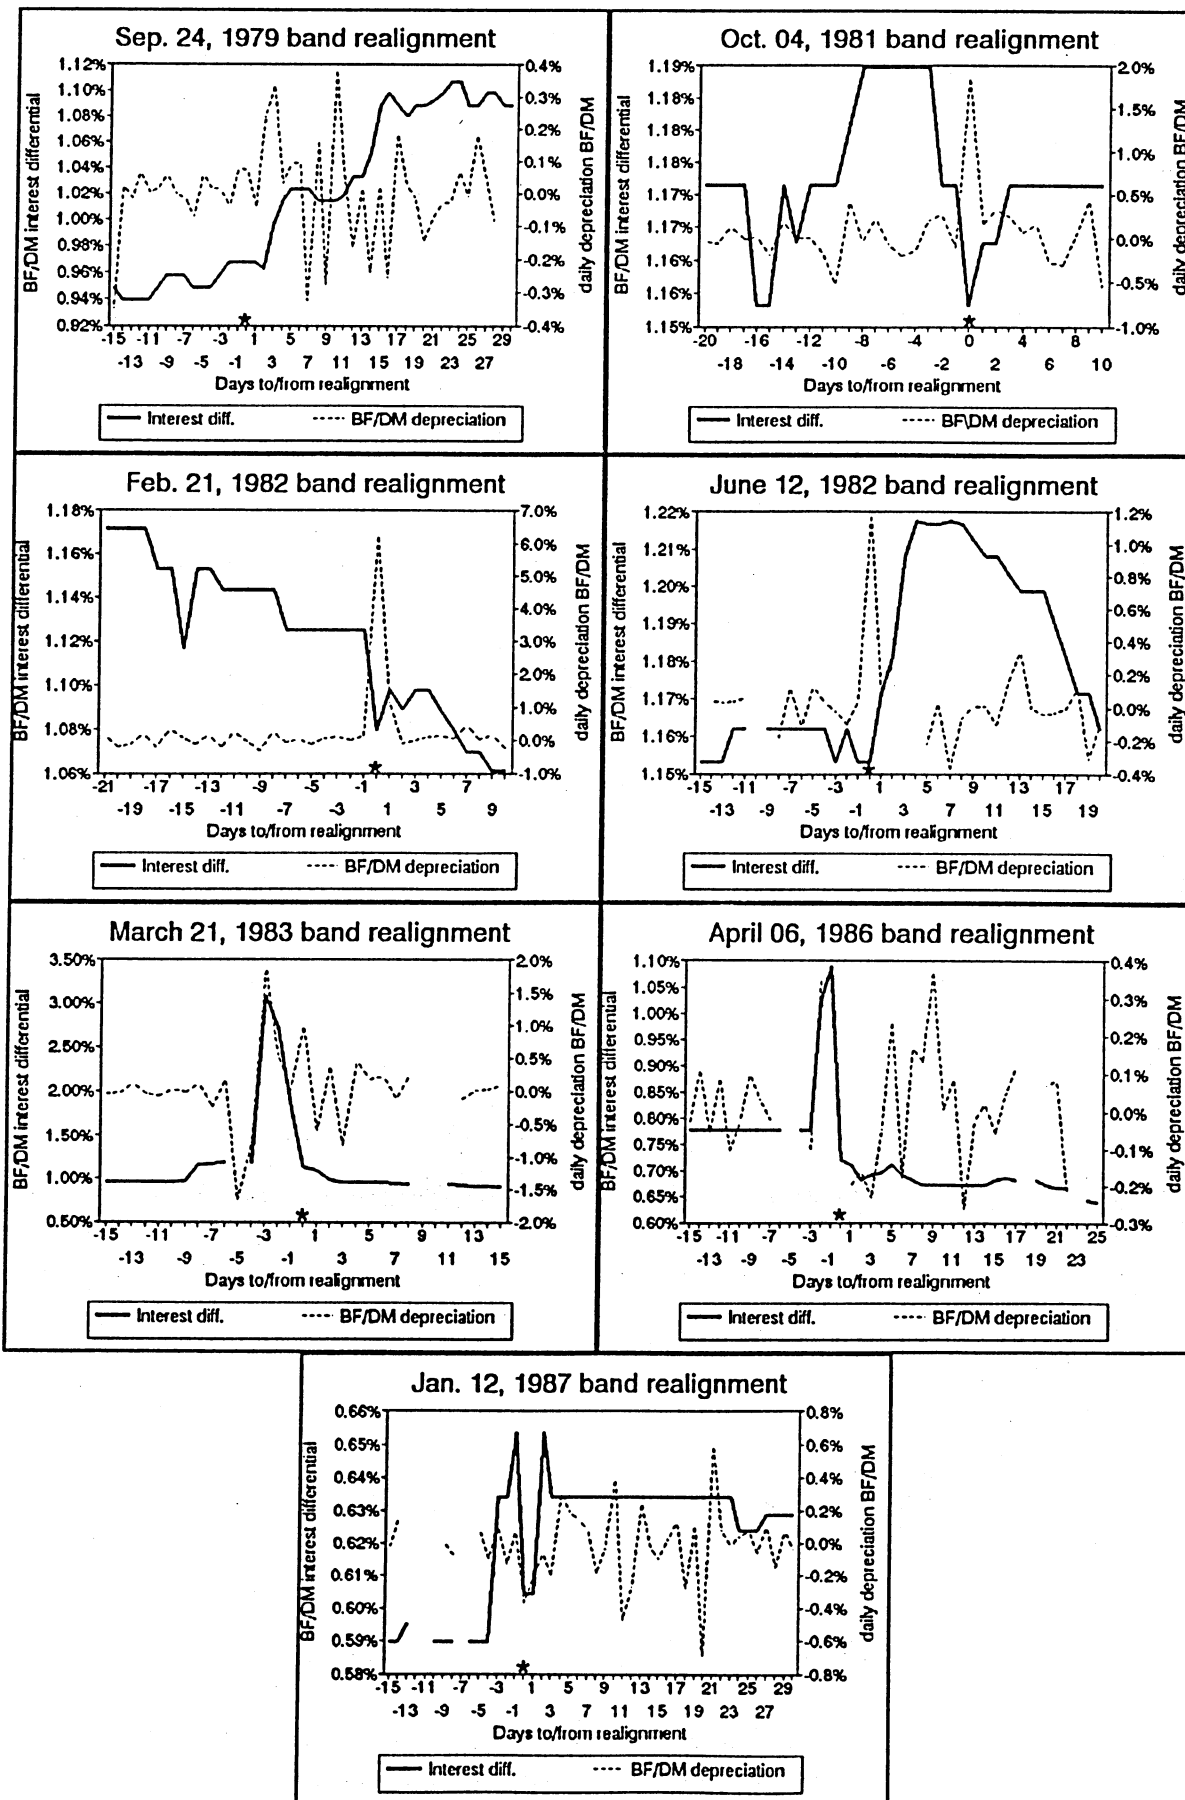 Sep. 24, 1979 band realignment
BF/DM interest differential
1.12%
1.10%
1.08%
1.06%
1.04%
1.02%
1.00%
0.98%
0.96%
0.94%
0.92%
0.4%
0.3%
0.2%
0.1%
0.0%
-0.1%
-0.2%
-0.3%
-0.4%
daily depreciation BF/DM
-15 -11 -7 -3 1 5 9 13 17 21 25 29
-13 -9 -5 -1 3 7 11 15 19 23 27
Days to/from realignment
Interest diff. BF/DM depreciation
Oct. 04, 1981 band realignment
BF/DM interest differential
1.19%
1.19%
1.18%
1.18%
1.17%
1.17%
1.16%
1.16%
1.15%
2.0%
1.5%
1.0%
0.5%
0.0%
-0.5%
-1.0%
daily depreciation BF/DM
-20 -16 -12 -8 -4 0 4 8
-18 -14 -10 -6 -2 2 6 10
Days to/from realignment
Interest diff. BF\DM depreciation
Feb. 21, 1982 band realignment
BF/DM interest differential
1.18%
1.16%
1.14%
1.12%
1.10%
1.08%
1.06%
7.0%
6.0%
5.0%
4.0%
3.0%
2.0%
1.0%
0.0%
-1.0%
daily depreciation BF/DM
-21 -17 -13 -9 -5 -1 3 7
-19 -15 -11 -7 -3 1 5 9
Days to/from realignment
Interest diff. BF/DM depreciation
June 12, 1982 band realignment
BF/DM interest differential
1.22%
1.21%
1.20%
1.19%
1.18%
1.17%
1.16%
1.15%
1.2%
1.0%
0.8%
0.6%
0.4%
0.2%
0.0%
-0.2%
-0.4%
daily depreciation BF/DM
-15 -11 -7 -3 1 5 9 13 17
-13 -9 -5 -1 3 7 11 15 19
Days to/from realignment
Interest diff. BF/DM depreciation
March 21, 1983 band realignment
BF/DM interest differential
3.50%
3.00%
2.50%
2.00%
1.50%
1.00%
0.50%
2.0%
1.5%
1.0%
0.5%
0.0%
-0.5%
-1.0%
-1.5%
-2.0%
daily depreciation BF/DM
-15 -11 -7 -3 1 5 9 13
-13 -9 -5 -1 3 7 11 15
Days to/from realignment
Interest diff. BF/DM depreciation
April 06, 1986 band realignment
BF/DM interest differential
1.10%
1.05%
1.00%
0.95%
0.90%
0.85%
0.80%
0.75%
0.70%
0.65%
0.60%
0.4%
0.3%
0.2%
0.1%
0.0%
-0.1%
-0.2%
-0.3%
daily depreciation BF/DM
-15 -11 -7 -3 1 5 9 13 17 21 25
-13 -9 -5 -1 3 7 11 15 19 23
Days to/from realignment
Interest diff. BF/DM depreciation
Jan. 12, 1987 band realignment
BF/DM interest differential
0.66%
0.65%
0.64%
0.63%
0.62%
0.61%
0.60%
0.59%
0.58%
0.8%
0.6%
0.4%
0.2%
0.0%
-0.2%
-0.4%
-0.6%
-0.8%
daily depreciation BF/DM
-15 -11 -7 -3 1 5 9 13 17 21 25 29
-13 -9 -5 -1 3 7 11 15 19 23 27
Days to/from realignment
Interest diff. BF/DM depreciation